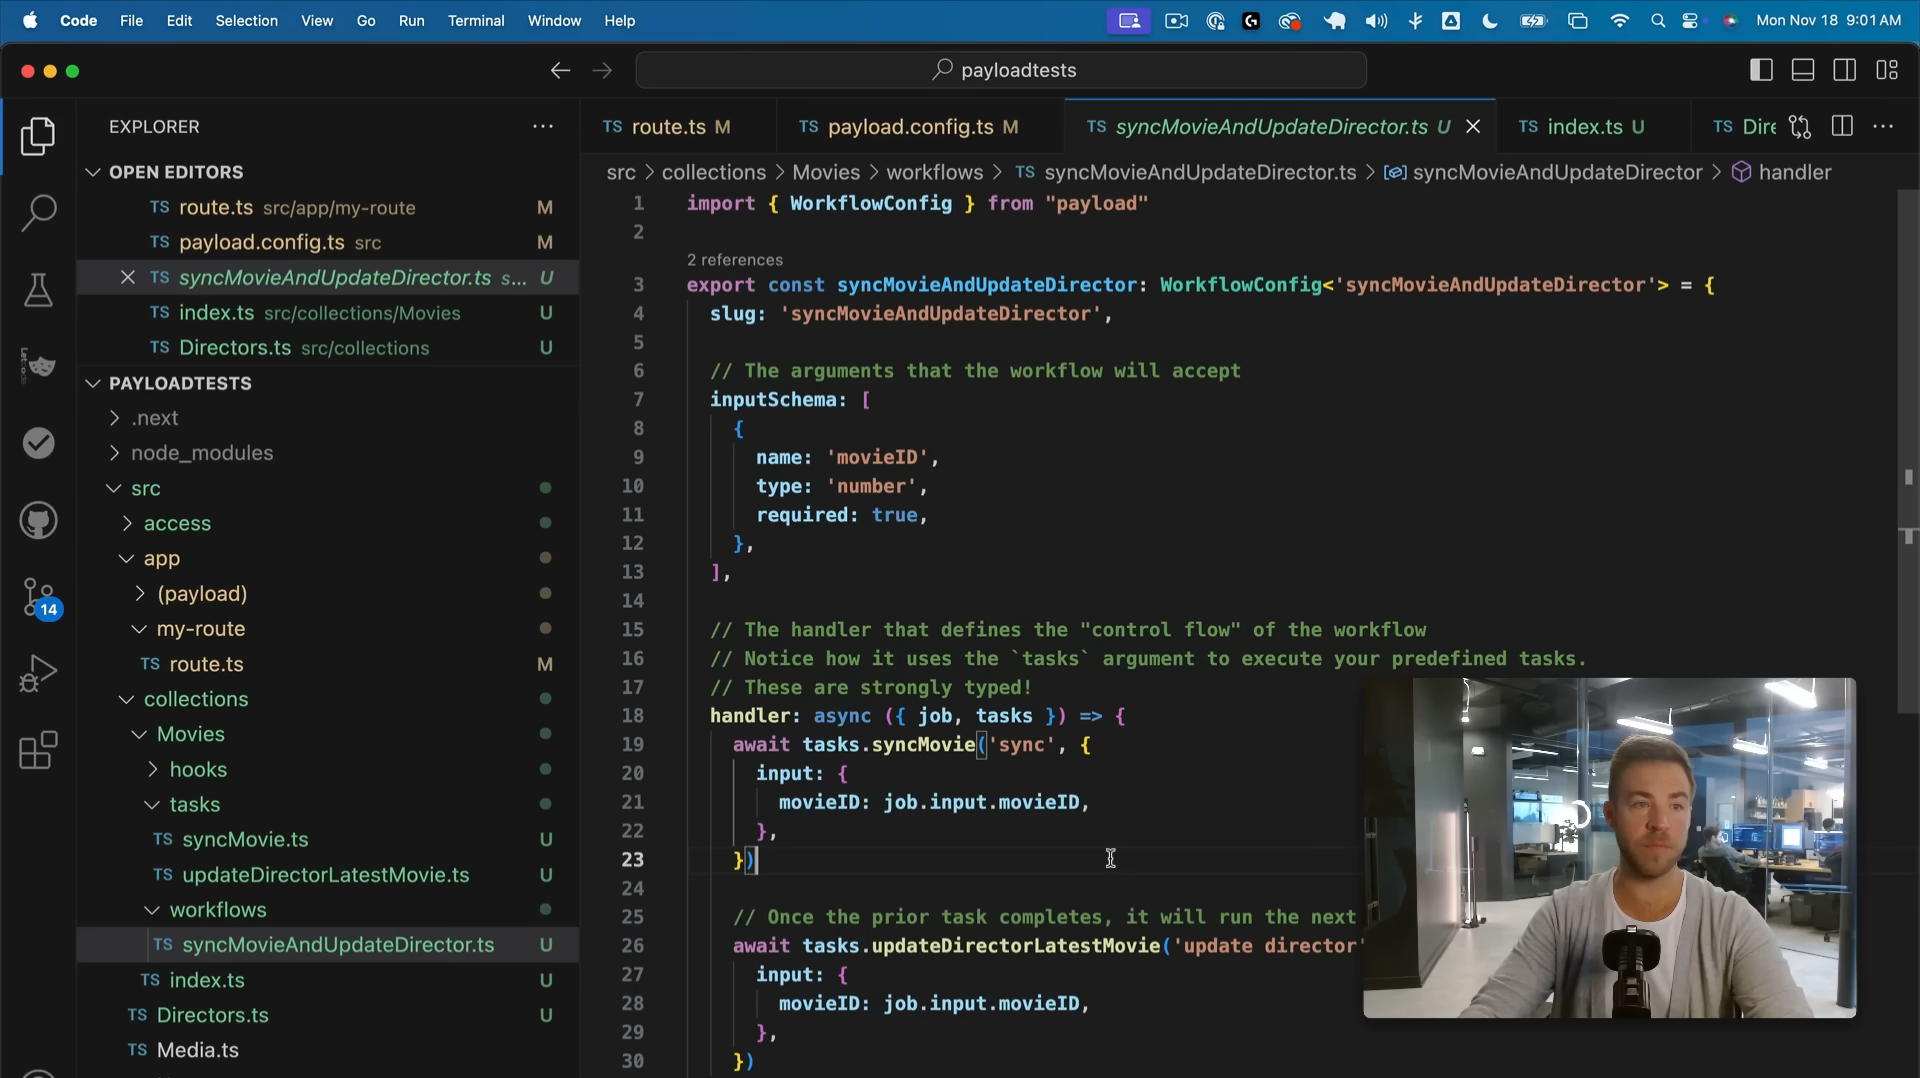 Code File Edit Selection View Go Run Terminal Window Help Mon Nov 18 9:01 AM
payloadtests
EXPLORER
OPEN EDITORS
TS route.ts src/app/my-route M
TS payload.config.ts src M
TS syncMovieAndUpdateDirector.ts s... U
TS index.ts src/collections/Movies U
TS Directors.ts src/collections U
PAYLOADTESTS
.next
node_modules
src
access
app
(payload)
my-route
TS route.ts M
collections
Movies
hooks
tasks
TS syncMovie.ts U
TS updateDirectorLatestMovie.ts U
workflows
TS syncMovieAndUpdateDirector.ts U
TS index.ts U
TS Directors.ts U
TS Media.ts
14
TS route.ts M TS payload.config.ts M TS syncMovieAndUpdateDirector.ts U TS index.ts U TS Dire
src > collections > Movies > workflows > TS syncMovieAndUpdateDirector.ts > syncMovieAndUpdateDirector > handler
1 import { WorkflowConfig } from "payload"
2
2 references
3 export const syncMovieAndUpdateDirector: WorkflowConfig<'syncMovieAndUpdateDirector'> = {
4 slug: 'syncMovieAndUpdateDirector',
5
6 // The arguments that the workflow will accept
7 inputSchema: [
8 {
9 name: 'movieID',
10 type: 'number',
11 required: true,
12 },
13 ],
14
15 // The handler that defines the "control flow" of the workflow
16 // Notice how it uses the `tasks` argument to execute your predefined tasks.
17 // These are strongly typed!
18 handler: async ({ job, tasks }) => {
19 await tasks.syncMovie('sync', {
20 input: {
21 movieID: job.input.movieID,
22 },
23 })
24
25 // Once the prior task completes, it will run the next
26 await tasks.updateDirectorLatestMovie('update director'
27 input: {
28 movieID: job.input.movieID,
29 },
30 })